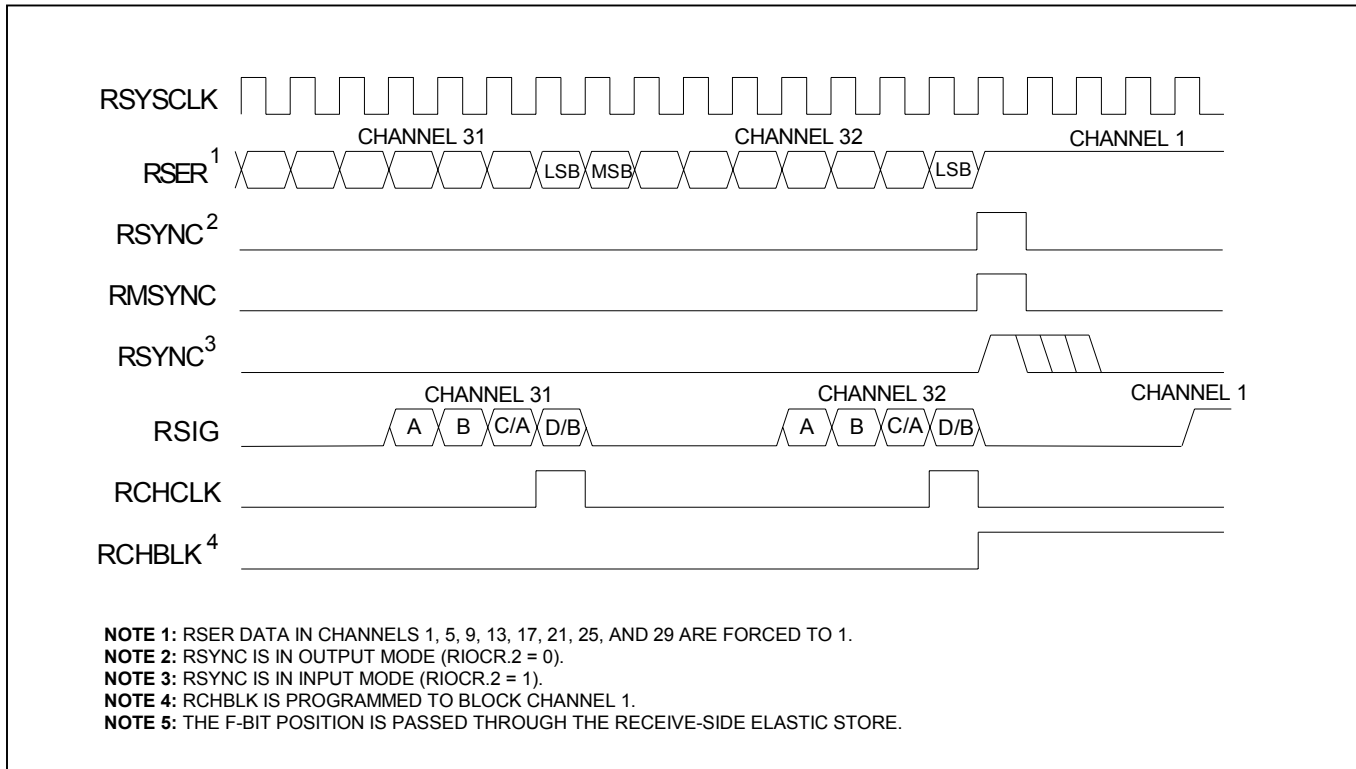 RSYSCLK
CHANNEL 31 CHANNEL 32 CHANNEL 1
RSER1 LSB MSB LSB
RSYNC2
RMSYNC
RSYNC3
CHANNEL 31 CHANNEL 32 CHANNEL 1
RSIG A B C/A D/B A B C/A D/B
RCHCLK
RCHBLK4
NOTE 1: RSER DATA IN CHANNELS 1, 5, 9, 13, 17, 21, 25, AND 29 ARE FORCED TO 1.
NOTE 2: RSYNC IS IN OUTPUT MODE (RIOCR.2 = 0).
NOTE 3: RSYNC IS IN INPUT MODE (RIOCR.2 = 1).
NOTE 4: RCHBLK IS PROGRAMMED TO BLOCK CHANNEL 1.
NOTE 5: THE F-BIT POSITION IS PASSED THROUGH THE RECEIVE-SIDE ELASTIC STORE.